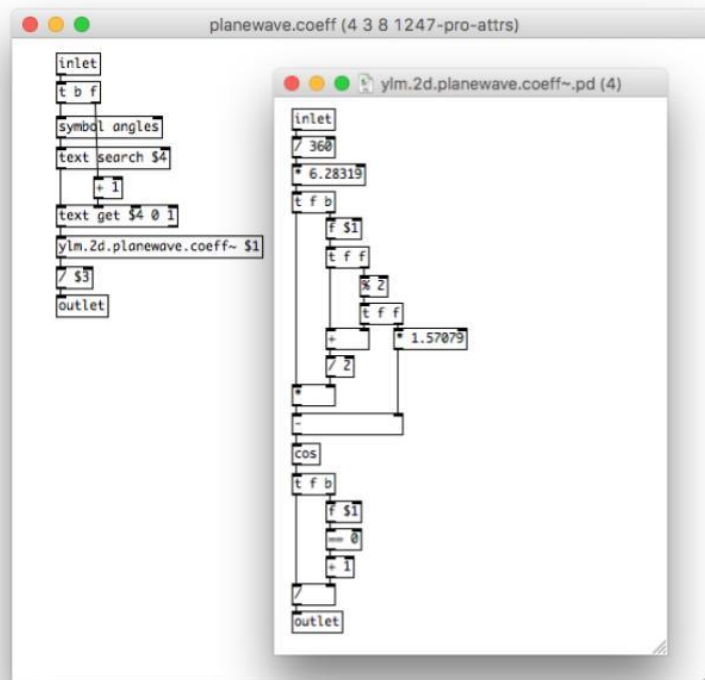 planewave.coeff (4 3 8 1247-pro-attrs)
inlet
t b f
symbol angles
text search $4
+ 1
text get $4 0 1
ylm.2d.planewave.coeff~ $1
/ $3
outlet
ylm.2d.planewave.coeff~.pd (4)
inlet
/ 360
* 6.28319
t f b
f $1
t f f
% 2
t f f
+
* 1.57079
/ 2
*
-
cos
t f b
f $1
== 0
+ 1
/
outlet